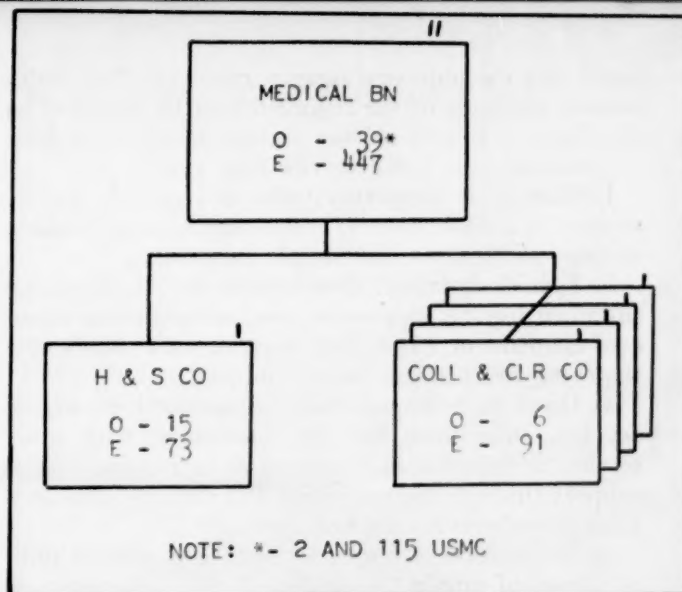 II
MEDICAL BN
O - 39*
E - 447
I
H & S CO
O - 15
E - 73
I
I
I
I
COLL & CLR CO
O - 6
E - 91
NOTE: *- 2 AND 115 USMC